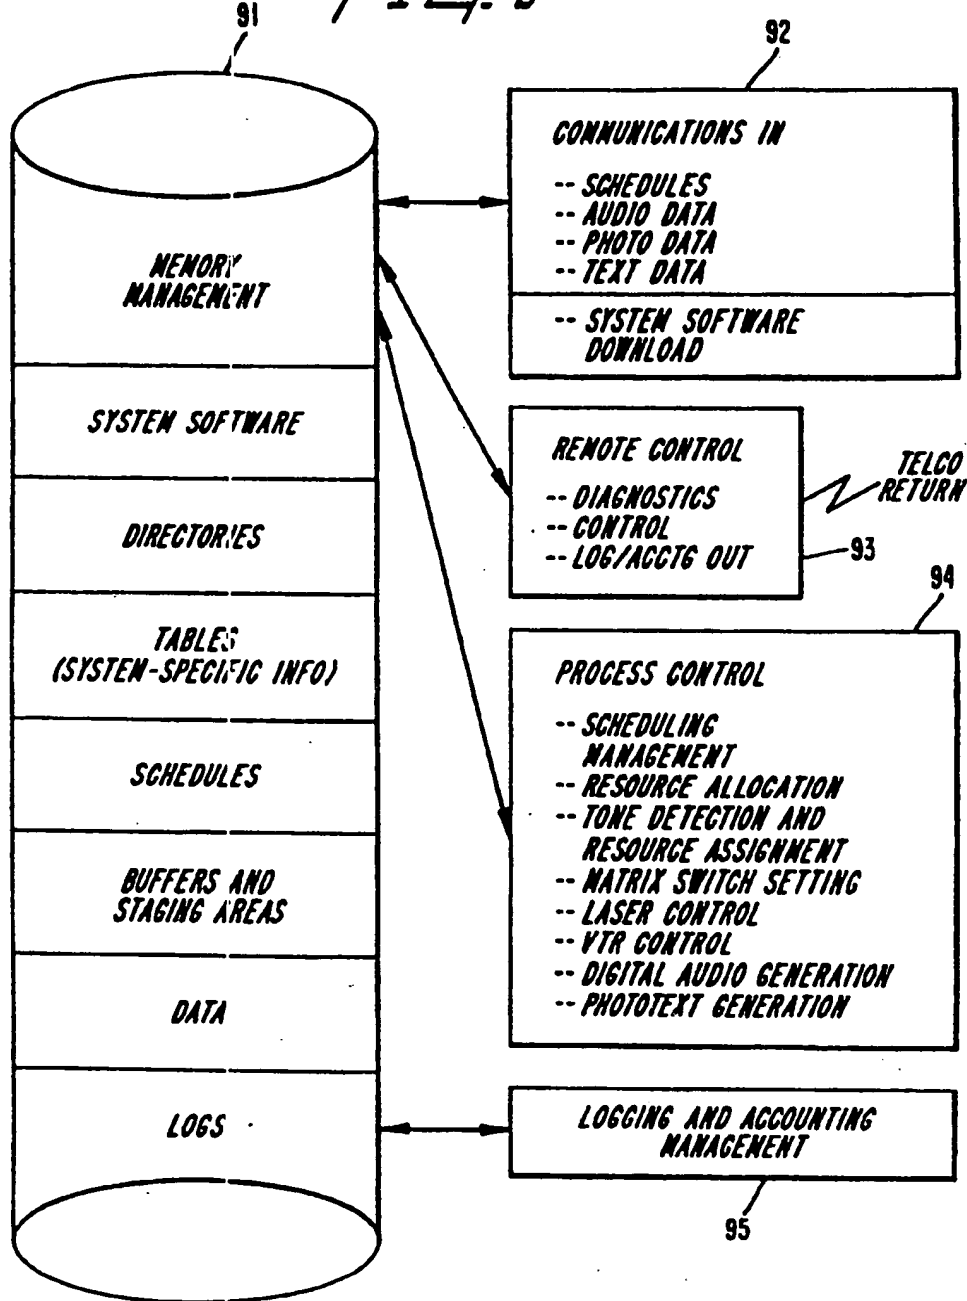 91
92
MEMORY
MANAGEMENT
SYSTEM SOFTWARE
DIRECTORIES
TABLES
(SYSTEM-SPECIFIC INFO)
SCHEDULES
BUFFERS AND
STAGING AREAS
DATA
LOGS
COMMUNICATIONS IN
-- SCHEDULES
-- AUDIO DATA
-- PHOTO DATA
-- TEXT DATA
-- SYSTEM SOFTWARE
DOWNLOAD
REMOTE CONTROL
-- DIAGNOSTICS
-- CONTROL
-- LOG/ACCTG OUT
TELCO
RETURN
93
94
PROCESS CONTROL
-- SCHEDULING
MANAGEMENT
-- RESOURCE ALLOCATION
-- TONE DETECTION AND
RESOURCE ASSIGNMENT
-- MATRIX SWITCH SETTING
-- LASER CONTROL
-- VTR CONTROL
-- DIGITAL AUDIO GENERATION
-- PHOTOTEXT GENERATION
LOGGING AND ACCOUNTING
MANAGEMENT
95